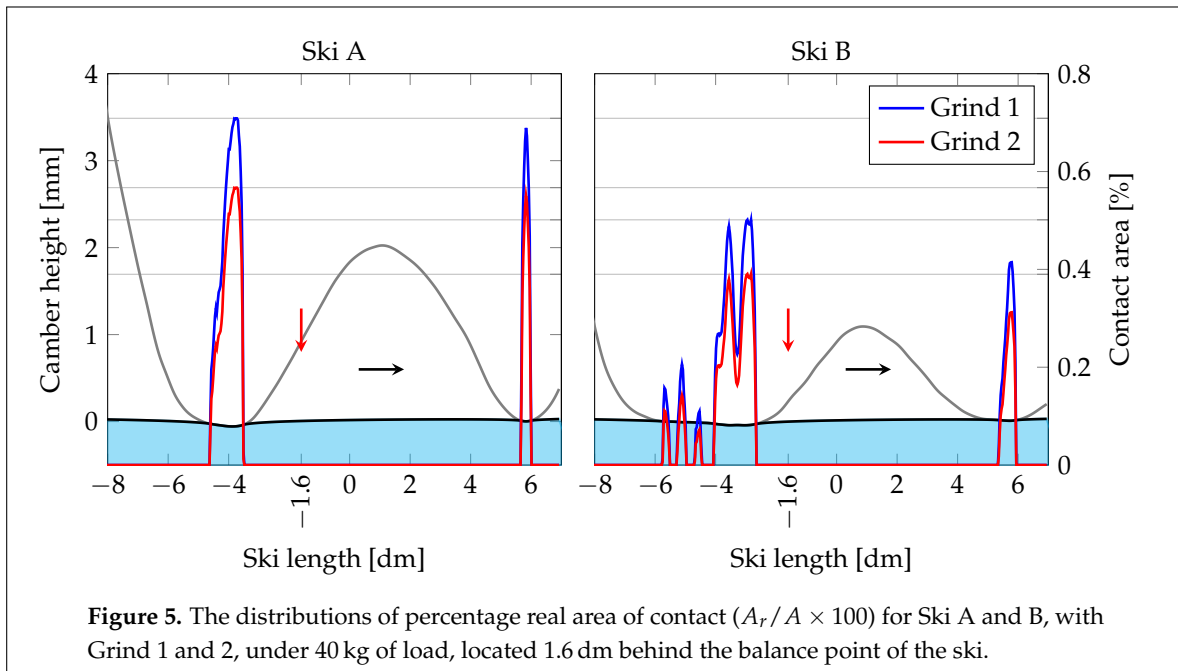 Ski A
Ski B
4
3
2
1
0
Camber height [mm]
0.8
0.6
0.4
0.2
0
Contact area [%]
Grind 1
Grind 2
−8 −4 −1.6 0 2 4 6
−8 −6 −4 −1.6 0 2 4 6
Ski length [dm]
Ski length [dm]
Figure 5. The distributions of percentage real area of contact (A_r/A × 100) for Ski A and B, with
Grind 1 and 2, under 40 kg of load, located 1.6 dm behind the balance point of the ski.